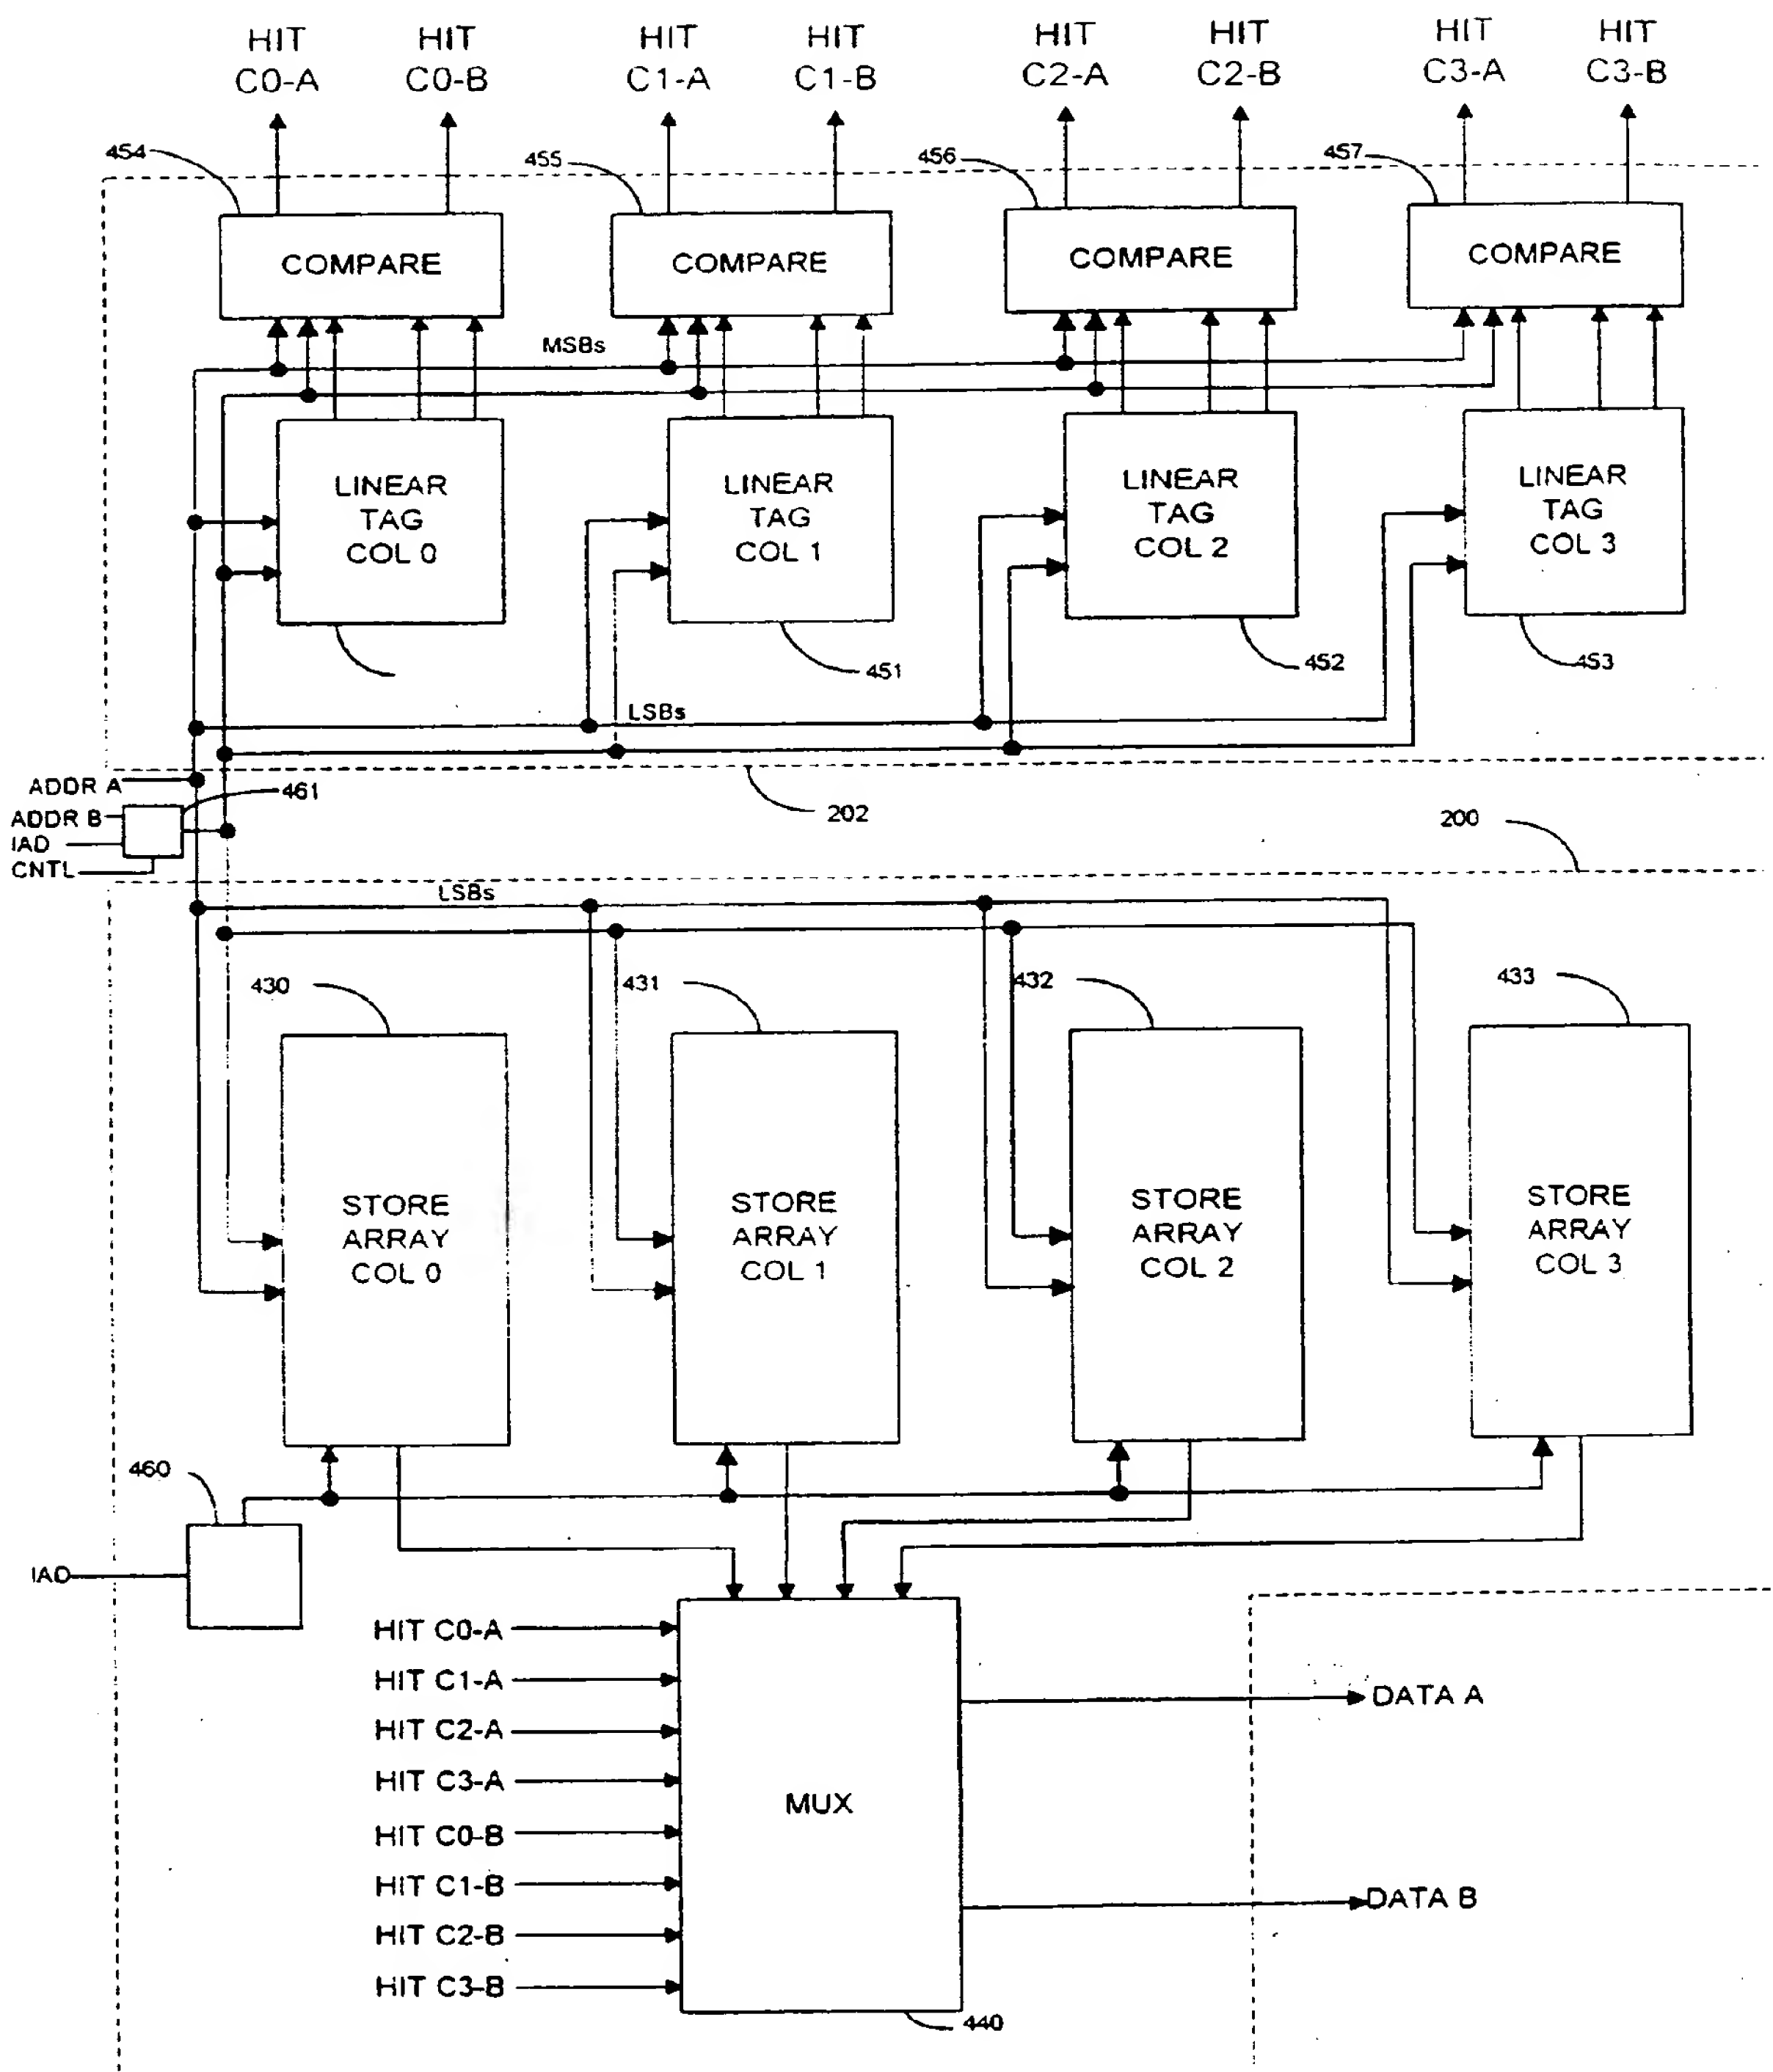 HIT HIT HIT HIT HIT HIT HIT HIT
C0-A C0-B C1-A C1-B C2-A C2-B C3-A C3-B
454 455 456 457
COMPARE COMPARE COMPARE COMPARE
MSBs
LINEAR
TAG
COL 0
LINEAR
TAG
COL 1
LINEAR
TAG
COL 2
LINEAR
TAG
COL 3
451 452 453
LSBs
ADDR A
461
ADDR B
IAD
CNTL
202
200
LSBs
430 431 432 433
STORE
ARRAY
COL 0
STORE
ARRAY
COL 1
STORE
ARRAY
COL 2
STORE
ARRAY
COL 3
460
IAD
HIT C0-A
HIT C1-A
HIT C2-A
HIT C3-A
HIT C0-B
HIT C1-B
HIT C2-B
HIT C3-B
MUX
DATA A
DATA B
440